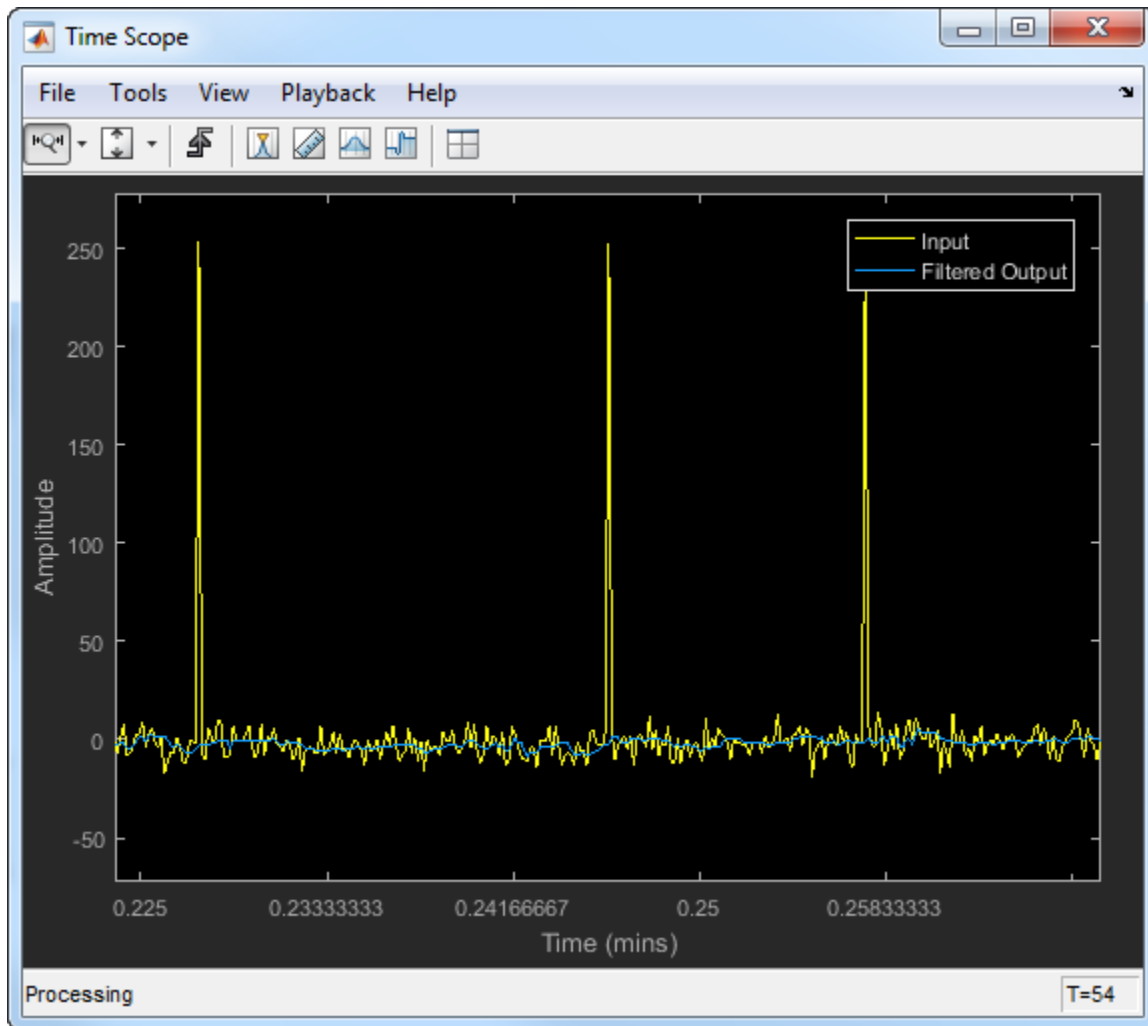 Time Scope
File Tools View Playback Help
Input
Filtered Output
250
200
150
100
50
0
-50
Amplitude
0.225 0.23333333 0.24166667 0.25 0.25833333
Time (mins)
Processing T=54